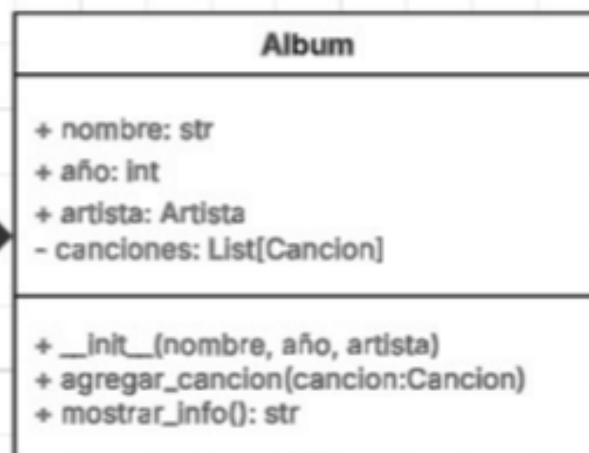 Album
+ nombre: str
+ año: int
+ artista: Artista
- canciones: List[Cancion]
+ __init__(nombre, año, artista)
+ agregar_cancion(cancion:Cancion)
+ mostrar_info(): str